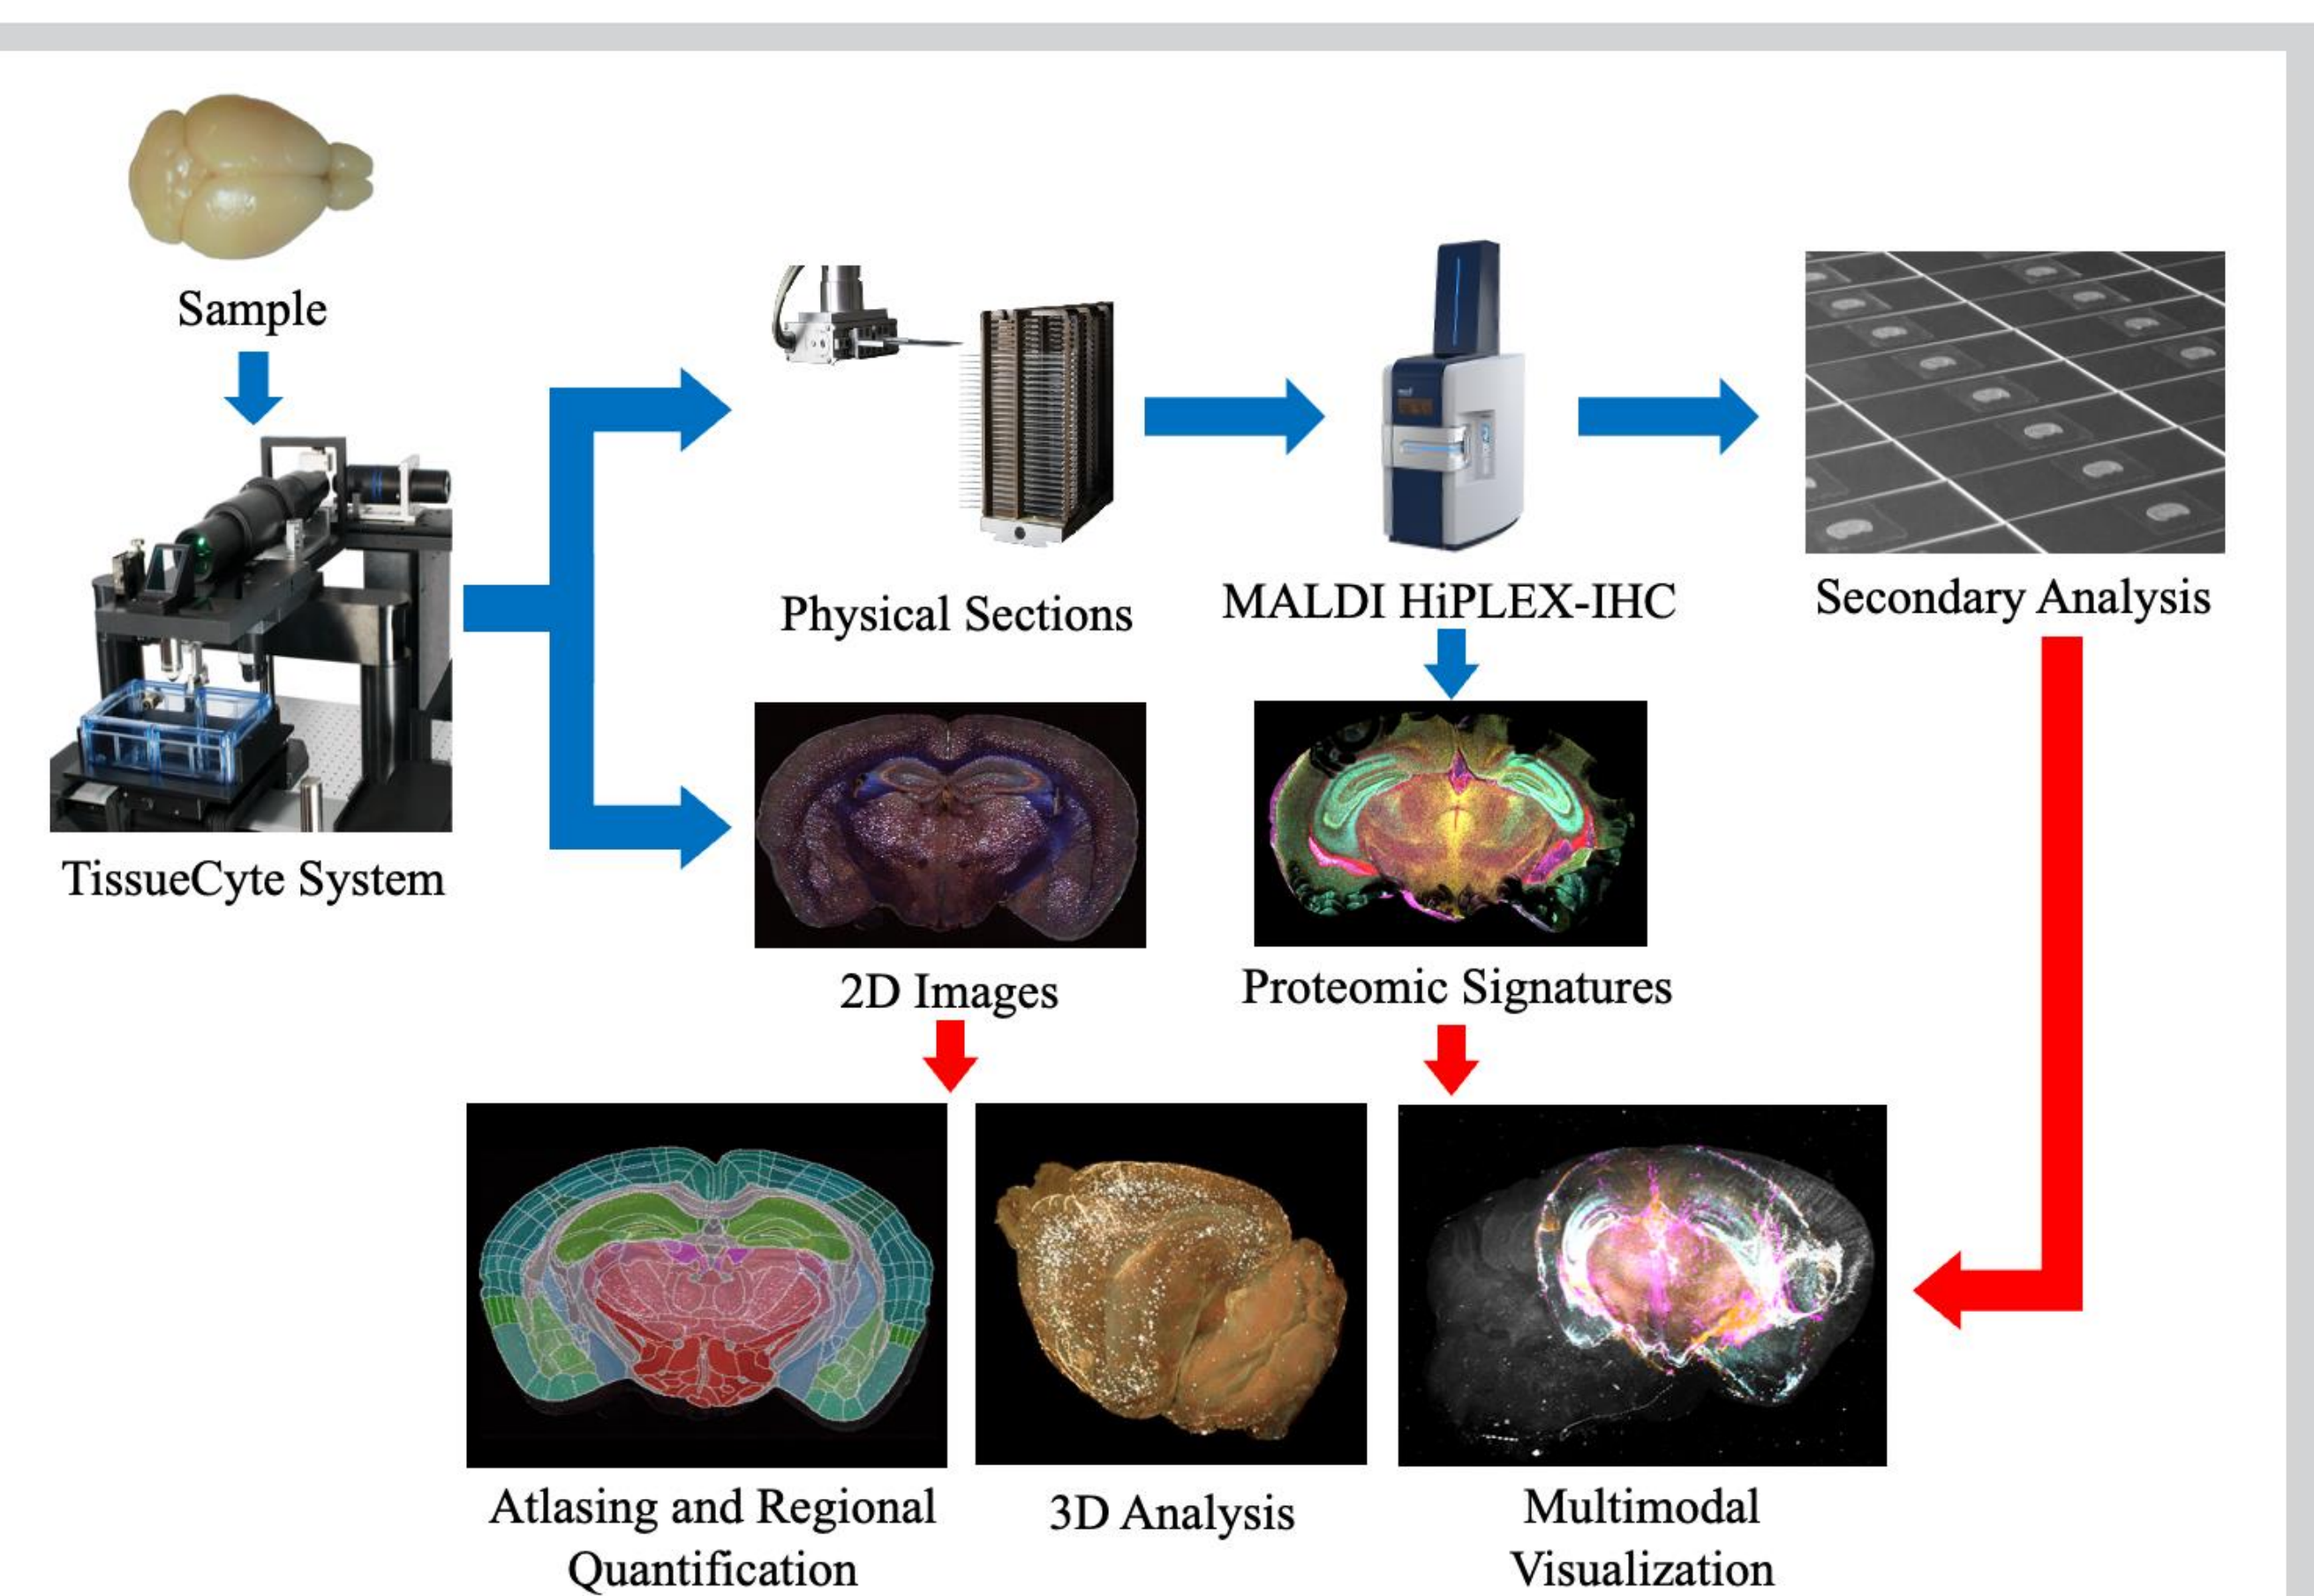 Sample
TissueCyte System
Physical Sections
MALDI HiPLEX-IHC
Secondary Analysis
2D Images
Proteomic Signatures
Atlasing and Regional
Quantification
3D Analysis
Multimodal
Visualization